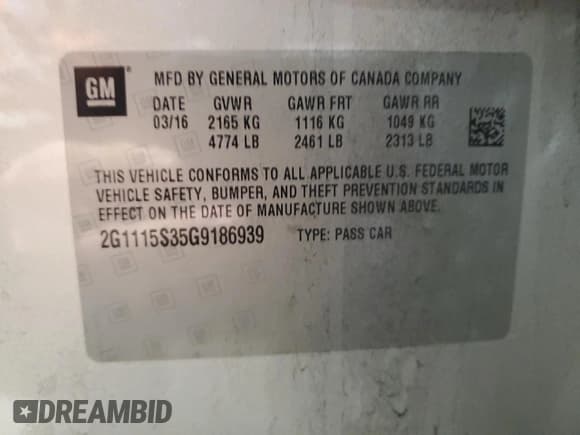 GM ®
MFD BY GENERAL MOTORS OF CANADA COMPANY
DATE GVWR GAWR FRT GAWR RR
03/16 2165 KG 1116 KG 1049 KG
4774 LB 2461 LB 2313 LB
THIS VEHICLE CONFORMS TO ALL APPLICABLE U.S. FEDERAL MOTOR
VEHICLE SAFETY, BUMPER, AND THEFT PREVENTION STANDARDS IN
EFFECT ON THE DATE OF MANUFACTURE SHOWN ABOVE.
2G1115S35G9186939 TYPE: PASS CAR
DREAMBID